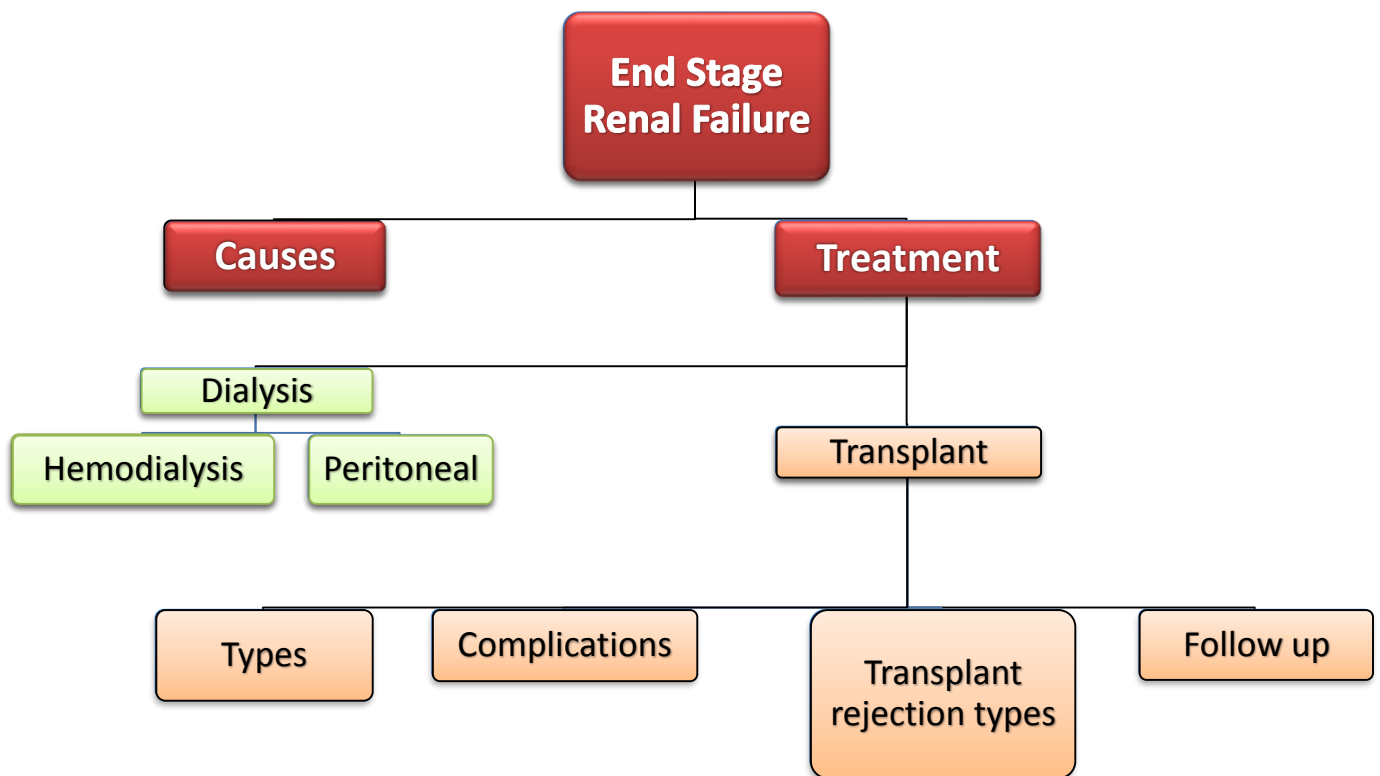 End Stage
Renal Failure
Causes
Treatment
Dialysis
Hemodialysis
Peritoneal
Transplant
Types
Complications
Transplant
rejection types
Follow up